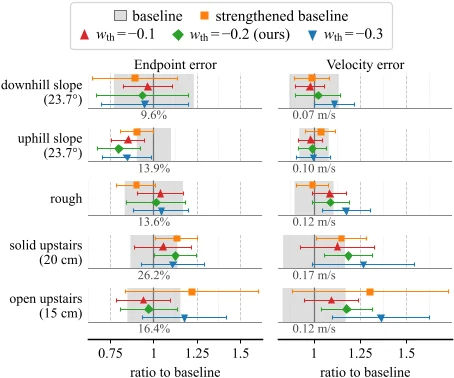 baseline strengthened baseline
w_th = −0.1 w_th = −0.2 (ours) w_th = −0.3
Endpoint error Velocity error
downhill slope
(23.7°)
9.6% 0.07 m/s
uphill slope
(23.7°)
13.9% 0.10 m/s
rough
13.6% 0.12 m/s
solid upstairs
(20 cm)
26.2% 0.17 m/s
open upstairs
(15 cm)
16.4% 0.12 m/s
0.75 1 1.25 1.5 1 1.25 1.5
ratio to baseline ratio to baseline